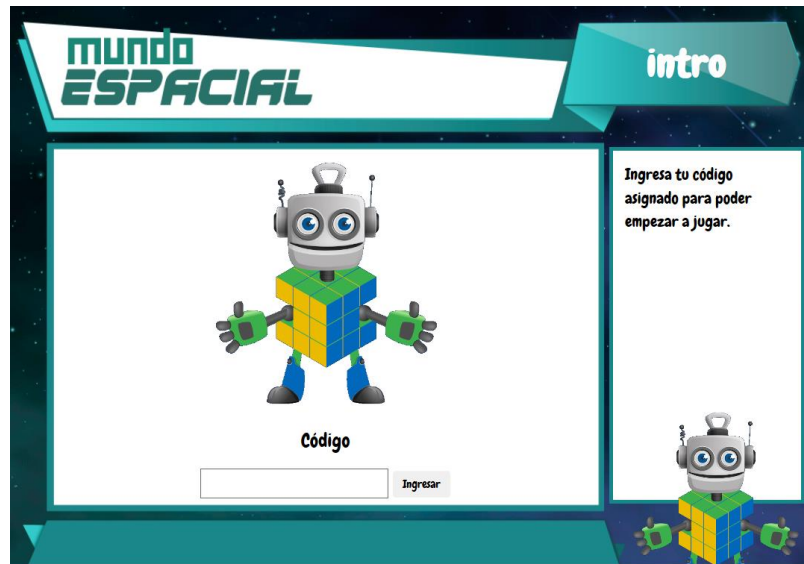 mundo
ESPACIAL
intro
Ingresa tu código
asignado para poder
empezar a jugar.
Código
Ingresar